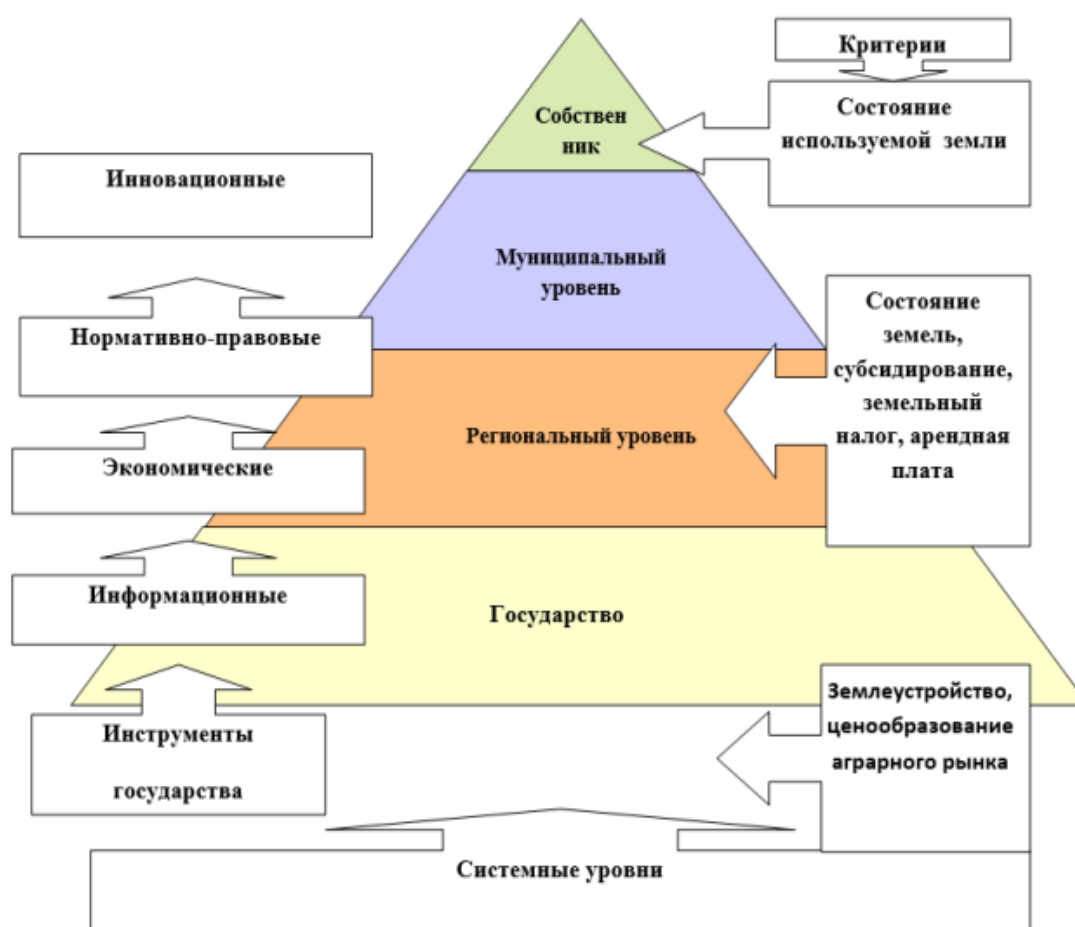 Критерии
Состояние
используемой земли
Собствен
ник
Инновационные
Муниципальный
уровень
Нормативно-правовые
Состояние
земель,
субсидирование,
земельный
налог, арендная
плата
Региональный уровень
Экономические
Информационные
Государство
Инструменты
государства
Землеустройство,
ценообразование
аграрного рынка
Системные уровни